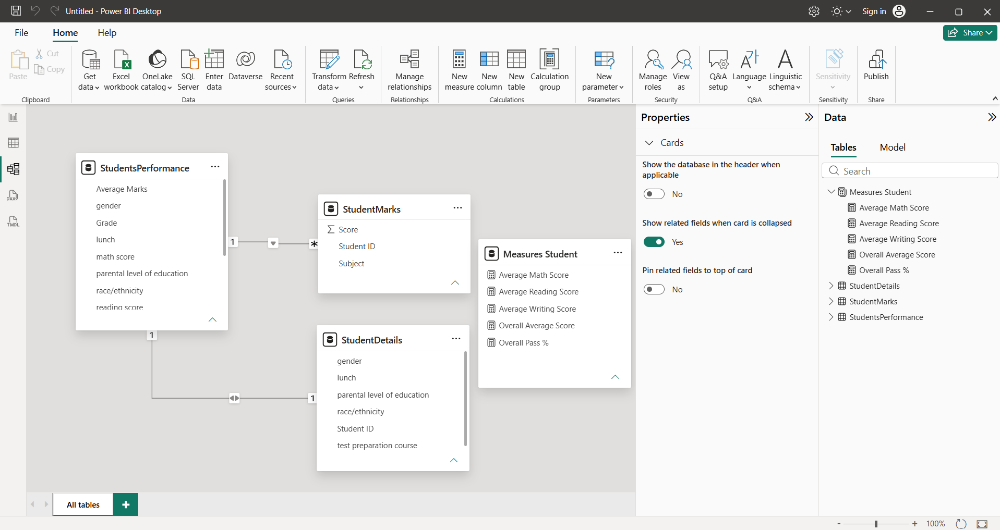 Untitled - Power BI Desktop
Sign in
File
Home
Help
Share
Paste
Cut
Copy
Clipboard
Get data
Excel workbook
OneLake catalog
SQL Server
Enter data
Dataverse
Recent sources
Data
Transform data
Refresh
Queries
Manage relationships
Relationships
New measure
New column
New table
Calculation group
Calculations
New parameter
Parameters
Manage roles
View as
Security
Q&A setup
Language
Linguistic schema
Q&A
Sensitivity
Sensitivity
Publish
Share
DAX
TMDL
StudentsPerformance
Average Marks
gender
Grade
lunch
math score
parental level of education
race/ethnicity
reading score
1
*
1
1
StudentMarks
Score
Student ID
Subject
StudentDetails
gender
lunch
parental level of education
race/ethnicity
Student ID
test preparation course
Measures Student
Average Math Score
Average Reading Score
Average Writing Score
Overall Average Score
Overall Pass %
Properties
Cards
Show the database in the header when
applicable
No
Show related fields when card is collapsed
Yes
Pin related fields to top of card
No
Data
Tables
Model
Search
Measures Student
Average Math Score
Average Reading Score
Average Writing Score
Overall Average Score
Overall Pass %
StudentDetails
StudentMarks
StudentsPerformance
All tables
+
- + 100%